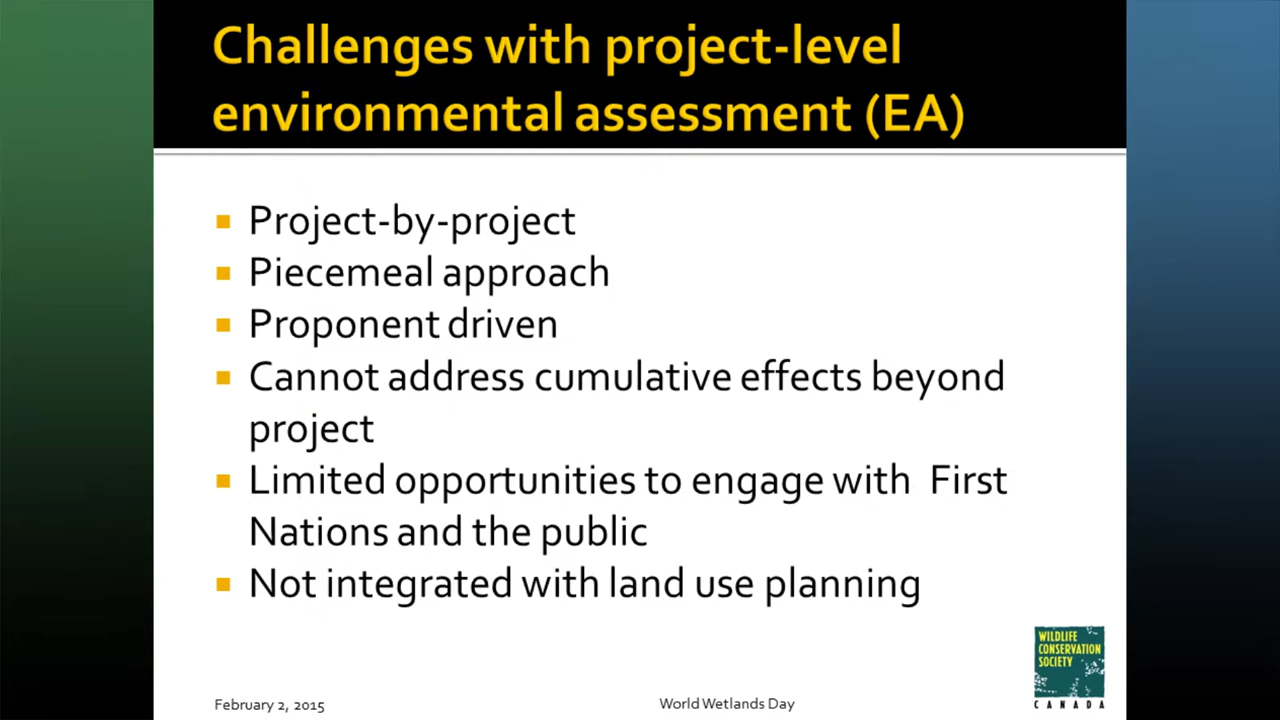 Challenges with project-level
environmental assessment (EA)
Project-by-project
Piecemeal approach
Proponent driven
Cannot address cumulative effects beyond
project
Limited opportunities to engage with First
Nations and the public
Not integrated with land use planning
WILDLIFE
CONSERVATION
SOCIETY
CANADA
February 2, 2015
World Wetlands Day